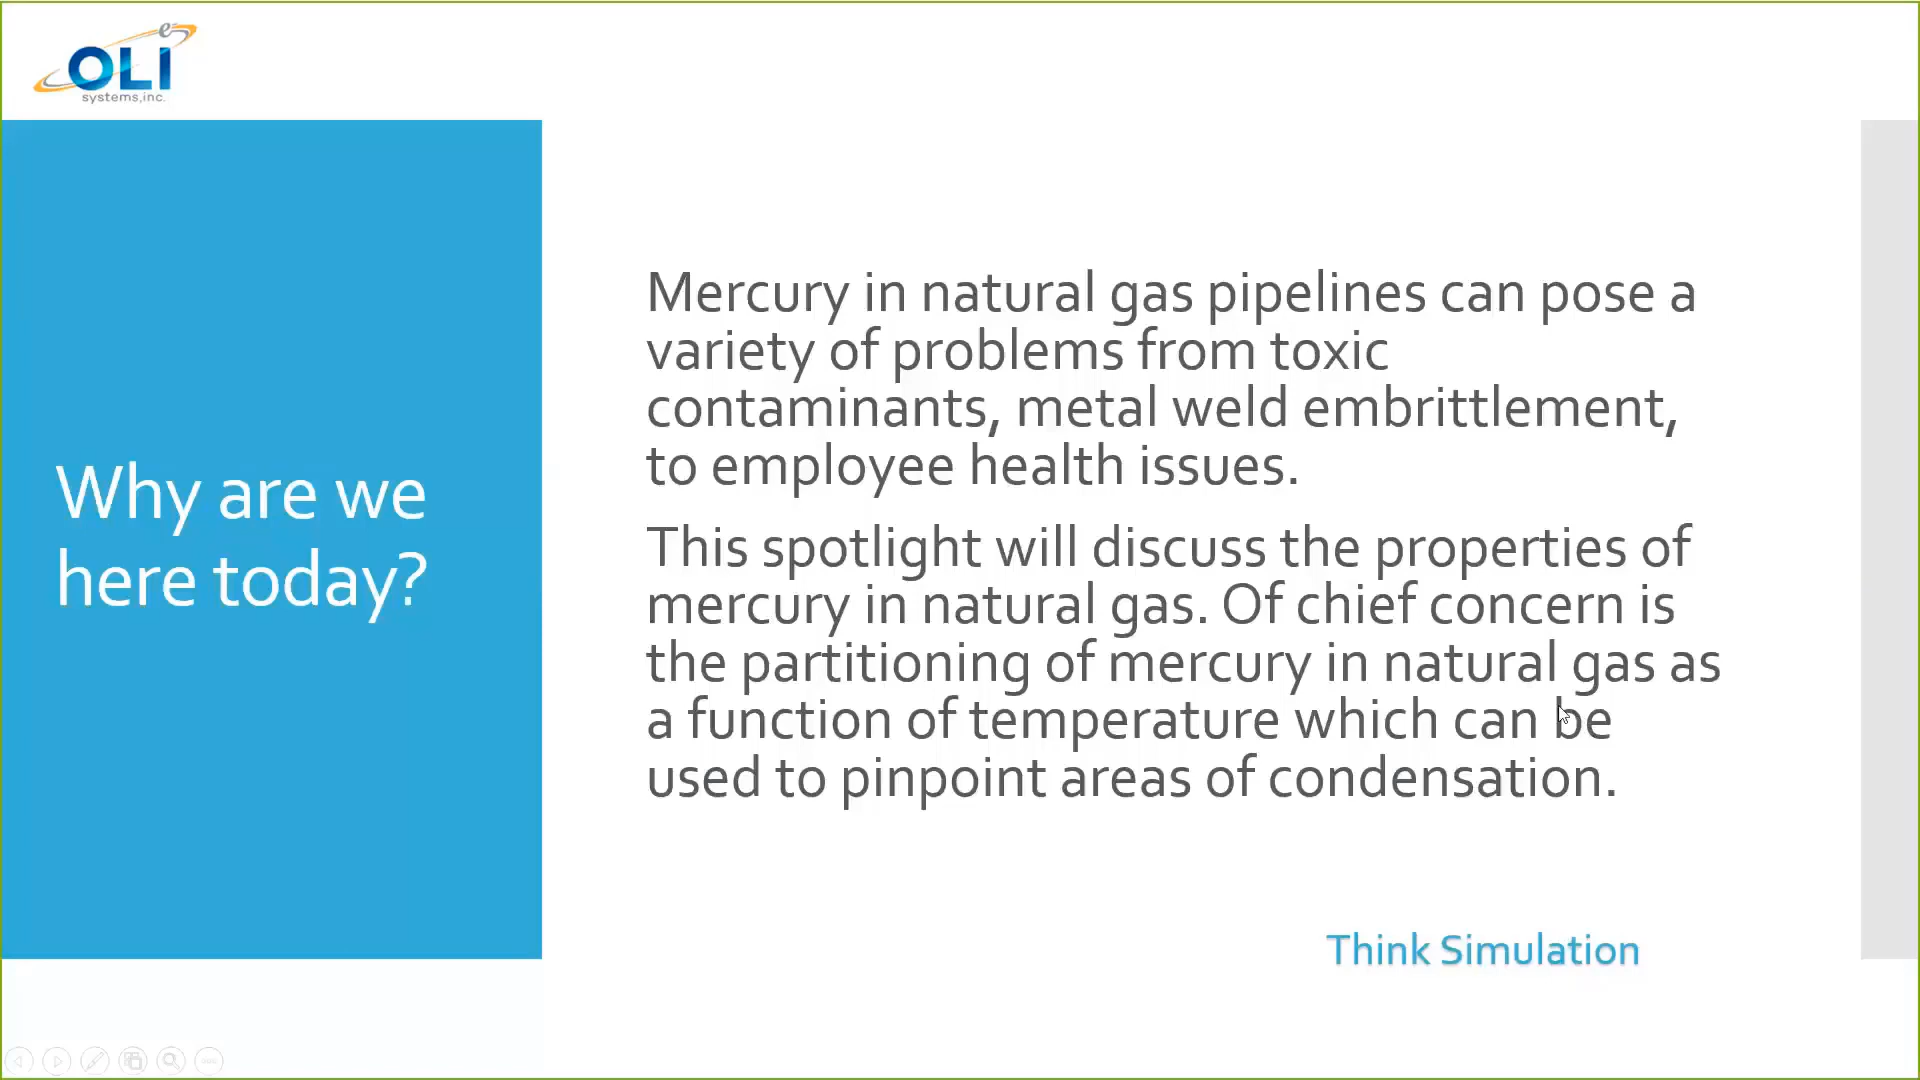 OLI
systems,inc.
Why are we
here today?
Mercury in natural gas pipelines can pose a
variety of problems from toxic
contaminants, metal weld embrittlement,
to employee health issues.
This spotlight will discuss the properties of
mercury in natural gas. Of chief concern is
the partitioning of mercury in natural gas as
a function of temperature which can be
used to pinpoint areas of condensation.
Think Simulation